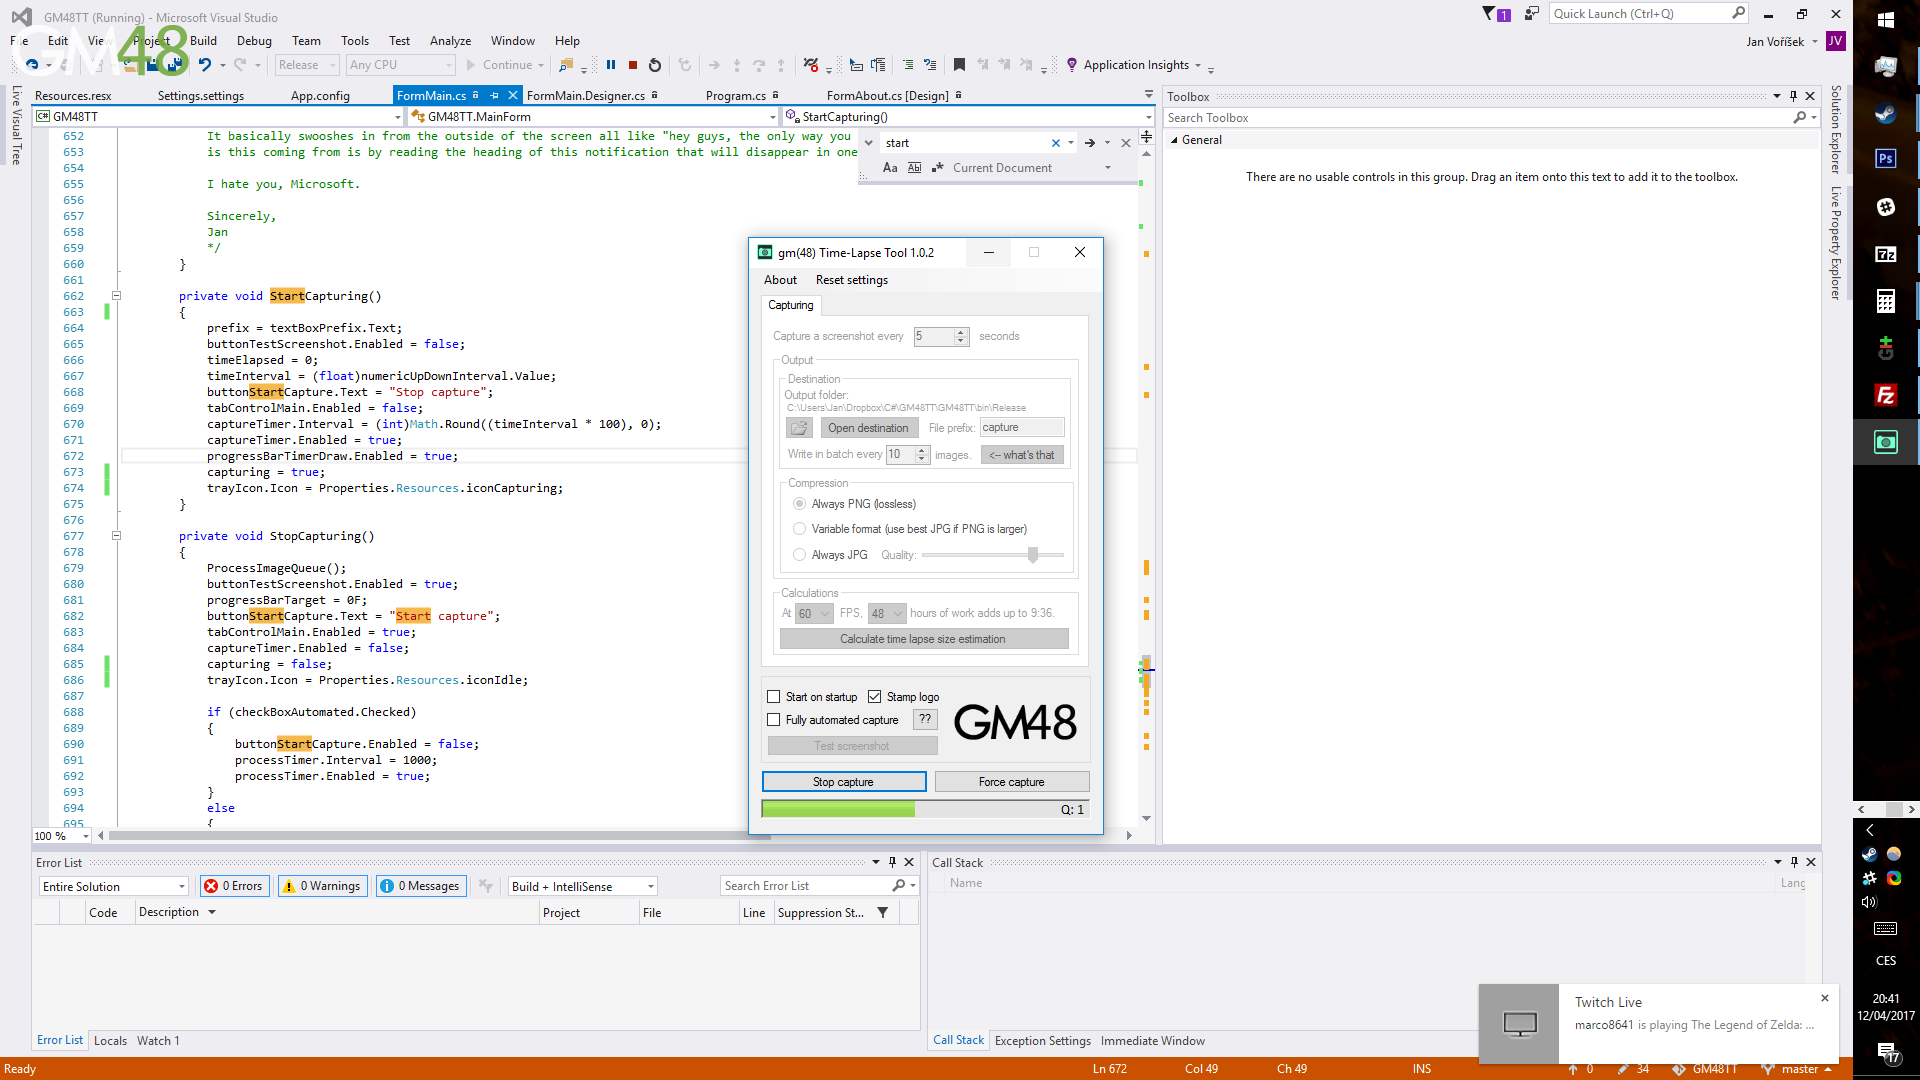 GM48TT (Running) - Microsoft Visual Studio
1
Quick Launch (Ctrl+Q)
File Edit View Project Build Debug Team Tools Test Analyze Window Help
Jan Voříšek JV
GM48
Release Any CPU Continue Application Insights
Resources.resx Settings.settings App.config FormMain.cs FormMain.Designer.cs Program.cs FormAbout.cs [Design]
GM48TT GM48TT.MainForm StartCapturing()
Live Visual Tree
652 It basically swooshes in from the outside of the screen all like "hey guys, the only way you
653 is this coming from is by reading the heading of this notification that will disappear in one
654
655 I hate you, Microsoft.
656
657 Sincerely,
658 Jan
659 */
660 }
661
662 private void StartCapturing()
663 {
664 prefix = textBoxPrefix.Text;
665 buttonTestScreenshot.Enabled = false;
666 timeElapsed = 0;
667 timeInterval = (float)numericUpDownInterval.Value;
668 buttonStartCapture.Text = "Stop capture";
669 tabControlMain.Enabled = false;
670 captureTimer.Interval = (int)Math.Round((timeInterval * 100), 0);
671 captureTimer.Enabled = true;
672 progressBarTimerDraw.Enabled = true;
673 capturing = true;
674 trayIcon.Icon = Properties.Resources.iconCapturing;
675 }
676
677 private void StopCapturing()
678 {
679 ProcessImageQueue();
680 buttonTestScreenshot.Enabled = true;
681 progressBarTarget = 0F;
682 buttonStartCapture.Text = "Start capture";
683 tabControlMain.Enabled = true;
684 captureTimer.Enabled = false;
685 capturing = false;
686 trayIcon.Icon = Properties.Resources.iconIdle;
687
688 if (checkBoxAutomated.Checked)
689 {
690 buttonStartCapture.Enabled = false;
691 processTimer.Interval = 1000;
692 processTimer.Enabled = true;
693 }
694 else
695 {
100 %
start
Aa Ab Current Document
gm(48) Time-Lapse Tool 1.0.2
About Reset settings
Capturing
Capture a screenshot every 5 seconds
Output
Destination
Output folder:
C:\Users\Jan\Dropbox\C#\GM48TT\GM48TT\bin\Release
Open destination File prefix: capture
Write in batch every 10 images. <-- what's that
Compression
Always PNG (lossless)
Variable format (use best JPG if PNG is larger)
Always JPG Quality:
Calculations
At 60 FPS, 48 hours of work adds up to 9:36.
Calculate time lapse size estimation
Start on startup Stamp logo
Fully automated capture ??
Test screenshot
GM48
Stop capture Force capture
Q: 1
Toolbox
Search Toolbox
General
There are no usable controls in this group. Drag an item onto this text to add it to the toolbox.
Solution Explorer
Live Property Explorer
Error List
Entire Solution 0 Errors 0 Warnings 0 Messages Build + IntelliSense Search Error List
Code Description Project File Line Suppression St...
Error List Locals Watch 1
Call Stack
Name Lang
Call Stack Exception Settings Immediate Window
Ready Ln 672 Col 49 Ch 49 INS 0 34 GM48TT master
Twitch Live
marco8641 is playing The Legend of Zelda: ...
Ps
7z
G
Fz
CES
20:41
12/04/2017
17